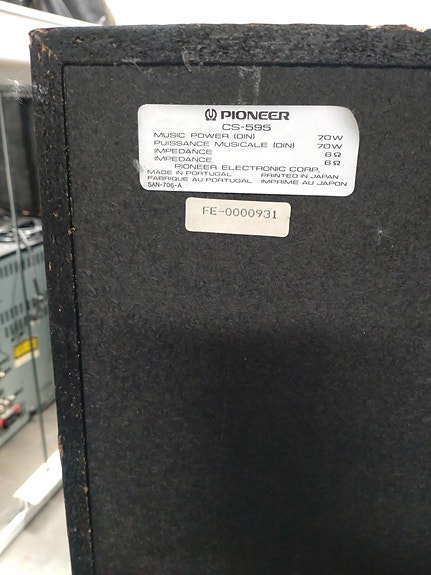 PIONEER
CS-595
MUSIC POWER (DIN) 70W
PUISSANCE MUSICALE (DIN) 70W
IMPEDANCE 6Ω
IMPEDANCE 6Ω
PIONEER ELECTRONIC CORP.
MADE IN PORTUGAL PRINTED IN JAPAN
FABRIQUE AU PORTUGAL IMPRIME AU JAPON
SAN-706-A
FE-0000931